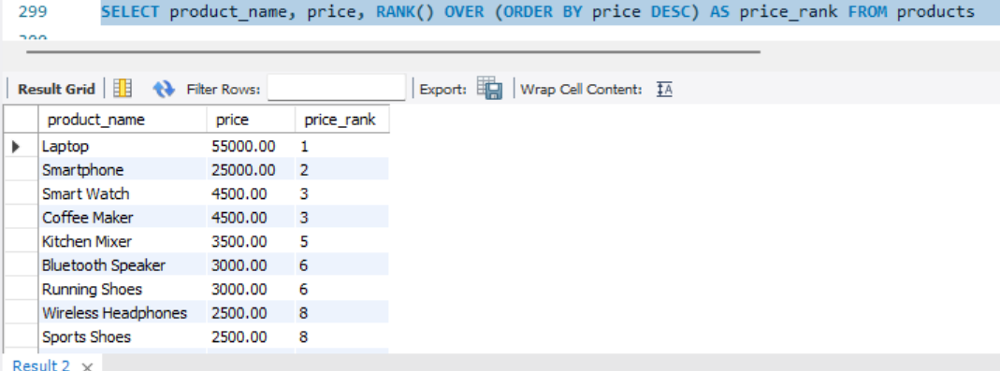 299 SELECT product_name, price, RANK() OVER (ORDER BY price DESC) AS price_rank FROM products
Result Grid Filter Rows: Export: Wrap Cell Content:
product_name price price_rank
Laptop 55000.00 1
Smartphone 25000.00 2
Smart Watch 4500.00 3
Coffee Maker 4500.00 3
Kitchen Mixer 3500.00 5
Bluetooth Speaker 3000.00 6
Running Shoes 3000.00 6
Wireless Headphones 2500.00 8
Sports Shoes 2500.00 8
Result 2